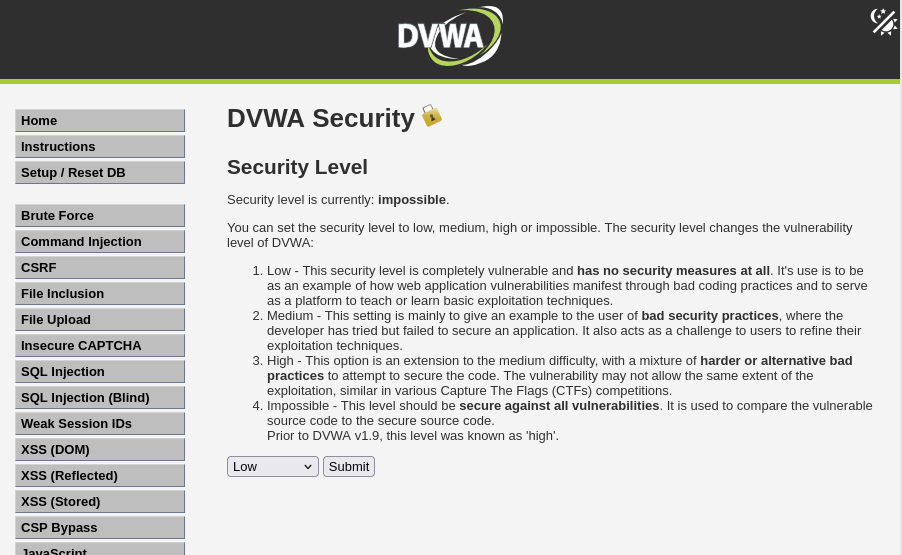 DVWA
Home
Instructions
Setup / Reset DB
Brute Force
Command Injection
CSRF
File Inclusion
File Upload
Insecure CAPTCHA
SQL Injection
SQL Injection (Blind)
Weak Session IDs
XSS (DOM)
XSS (Reflected)
XSS (Stored)
CSP Bypass
JavaScript
DVWA Security
Security Level
Security level is currently: impossible.
You can set the security level to low, medium, high or impossible. The security level changes the vulnerability
level of DVWA:
1. Low - This security level is completely vulnerable and has no security measures at all. It's use is to be
as an example of how web application vulnerabilities manifest through bad coding practices and to serve
as a platform to teach or learn basic exploitation techniques.
2. Medium - This setting is mainly to give an example to the user of bad security practices, where the
developer has tried but failed to secure an application. It also acts as a challenge to users to refine their
exploitation techniques.
3. High - This option is an extension to the medium difficulty, with a mixture of harder or alternative bad
practices to attempt to secure the code. The vulnerability may not allow the same extent of the
exploitation, similar in various Capture The Flags (CTFs) competitions.
4. Impossible - This level should be secure against all vulnerabilities. It is used to compare the vulnerable
source code to the secure source code.
Prior to DVWA v1.9, this level was known as 'high'.
Low Submit